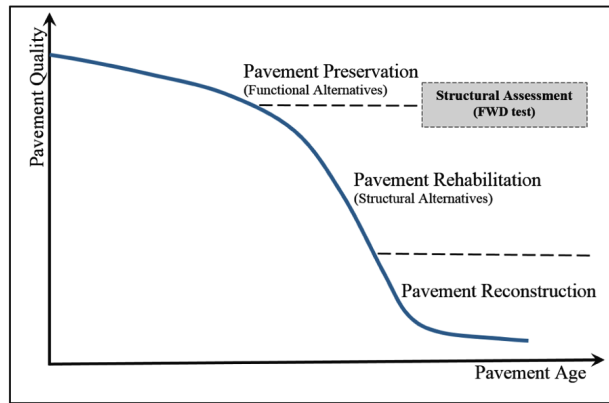 Pavement Quality
Pavement Preservation
(Functional Alternatives)
Structural Assessment
(FWD test)
Pavement Rehabilitation
(Structural Alternatives)
Pavement Reconstruction
Pavement Age